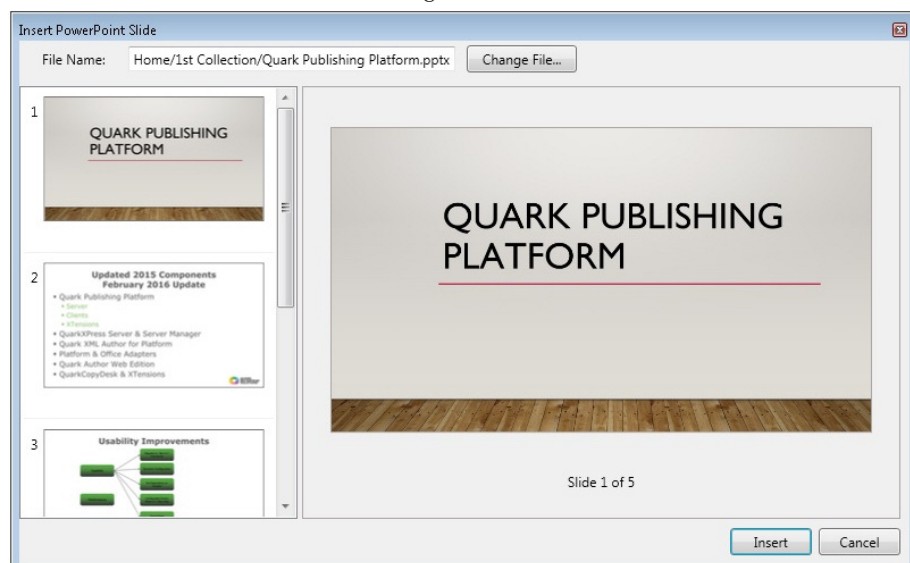 Insert PowerPoint Slide
File Name: Home/1st Collection/Quark Publishing Platform.pptx Change File...
1
QUARK PUBLISHING
PLATFORM
2
Updated 2015 Components
February 2016 Update
• Quark Publishing Platform
• Server
• Clients
• XTensions
• QuarkXPress Server & Server Manager
• Quark XML Author for Platform
• Platform & Office Adapters
• Quark Author Web Edition
• QuarkCopyDesk & XTensions
3
Usability Improvements
QUARK PUBLISHING
PLATFORM
Slide 1 of 5
Insert Cancel